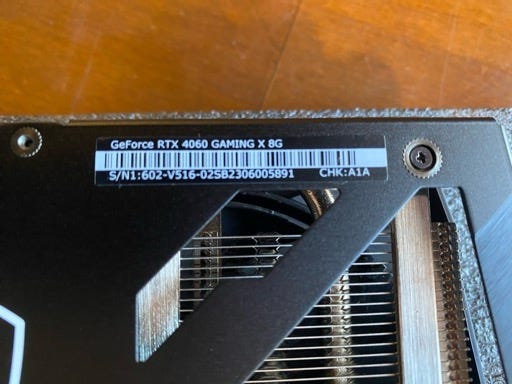 GeForce RTX 4060 GAMING X 8G
S/N1:602-V516-02SB2306005891 CHK:A1A